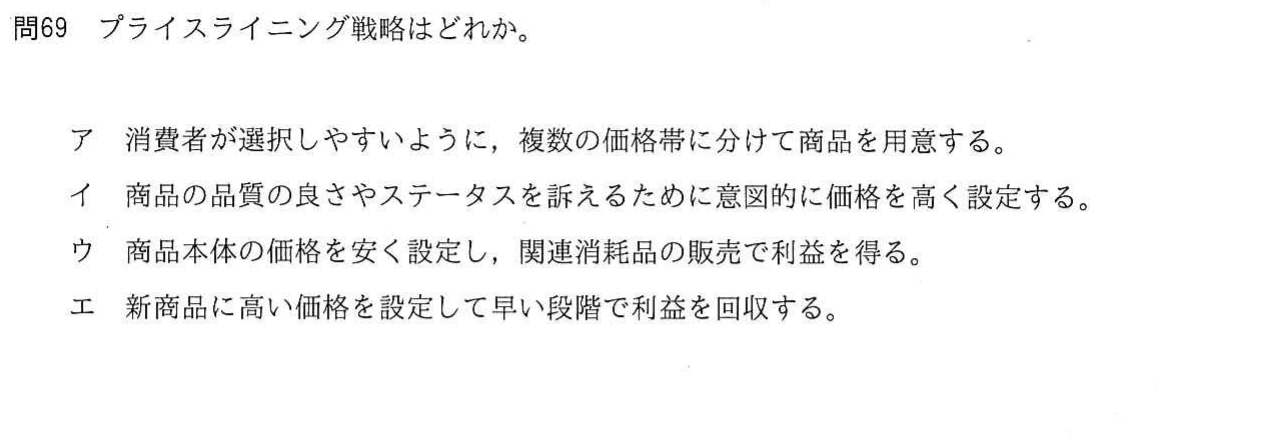 問69　プライスライニング戦略はどれか。
ア　消費者が選択しやすいように，複数の価格帯に分けて商品を用意する。
イ　商品の品質の良さやステータスを訴えるために意図的に価格を高く設定する。
ウ　商品本体の価格を安く設定し，関連消耗品の販売で利益を得る。
エ　新商品に高い価格を設定して早い段階で利益を回収する。